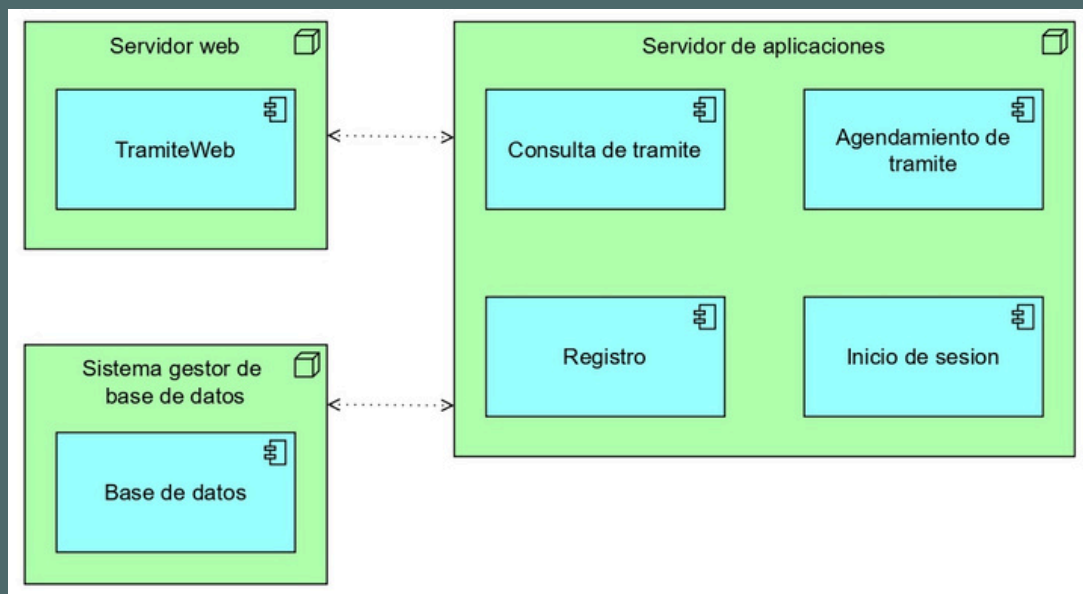 Servidor web
TramiteWeb
Servidor de aplicaciones
Consulta de tramite
Agendamiento de
tramite
Registro
Inicio de sesion
Sistema gestor de
base de datos
Base de datos